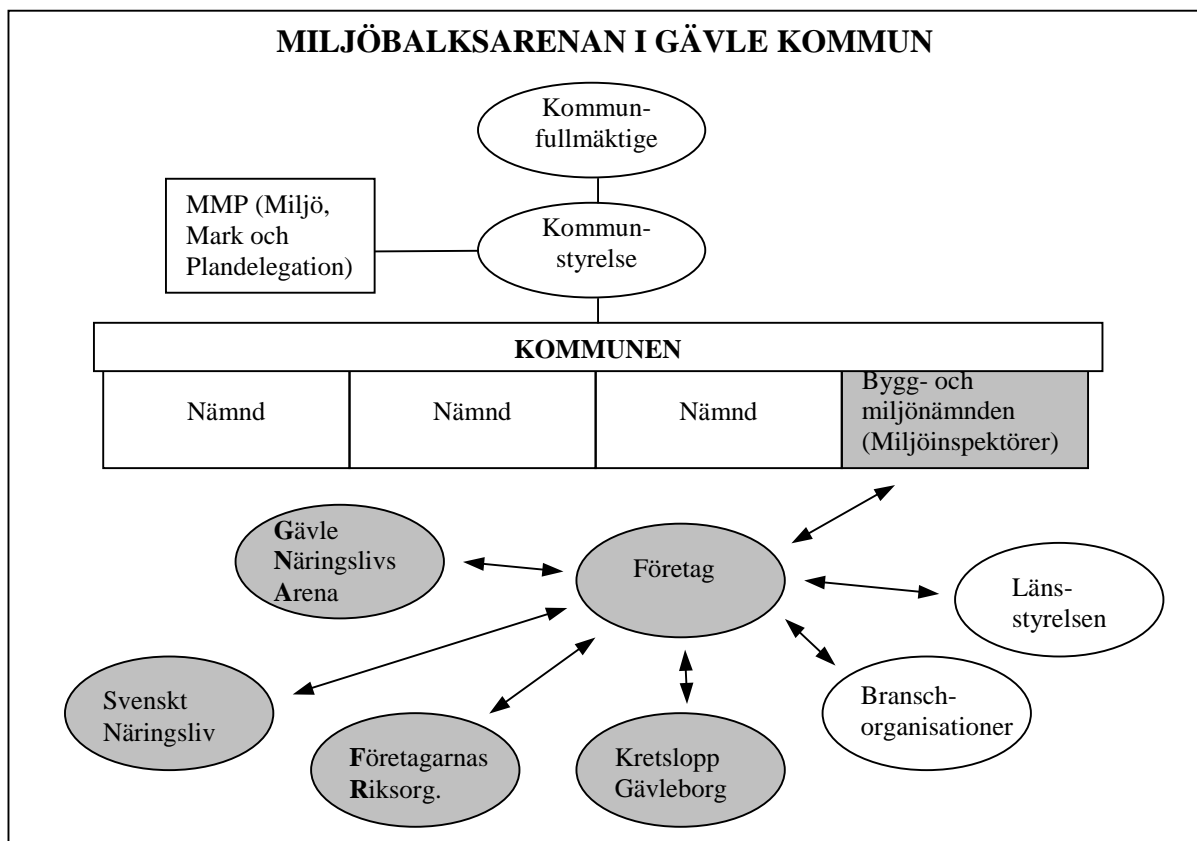 MILJÖBALKSARENAN I GÄVLE KOMMUN
Kommun-
fullmäktige
MMP (Miljö,
Mark och
Plandelegation)
Kommun-
styrelse
KOMMUNEN
Nämnd
Nämnd
Nämnd
Bygg- och
miljönämnden
(Miljöinspektörer)
Gävle
Näringslivs
Arena
Företag
Läns-
styrelsen
Svenskt
Näringsliv
Företagarnas
Riksorg.
Kretslopp
Gävleborg
Bransch-
organisationer